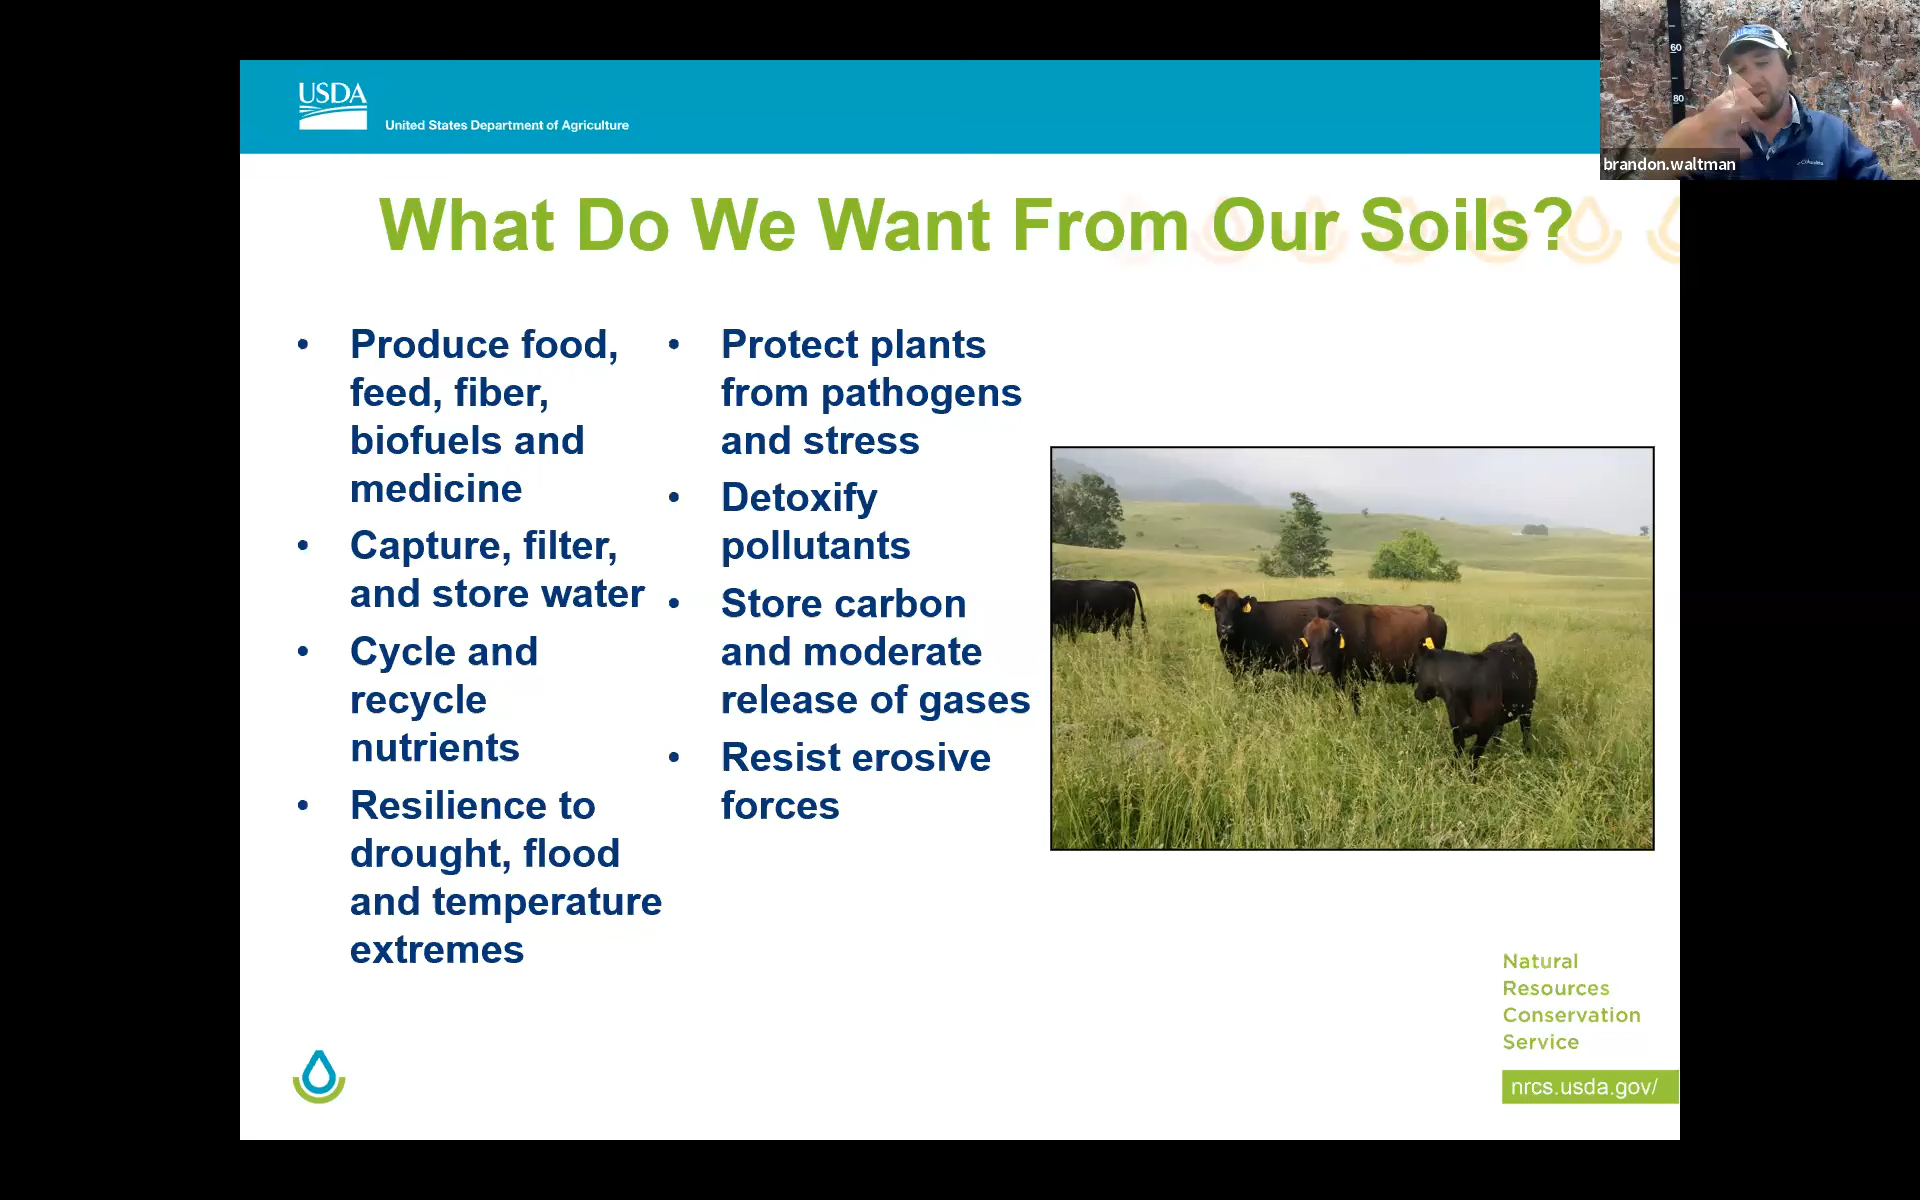 USDA
United States Department of Agriculture
60
80
brandon.waltman
What Do We Want From Our Soils?
• Produce food,
feed, fiber,
biofuels and
medicine
• Capture, filter,
and store water
• Cycle and
recycle
nutrients
• Resilience to
drought, flood
and temperature
extremes
• Protect plants
from pathogens
and stress
• Detoxify
pollutants
• Store carbon
and moderate
release of gases
• Resist erosive
forces
Natural
Resources
Conservation
Service
nrcs.usda.gov/